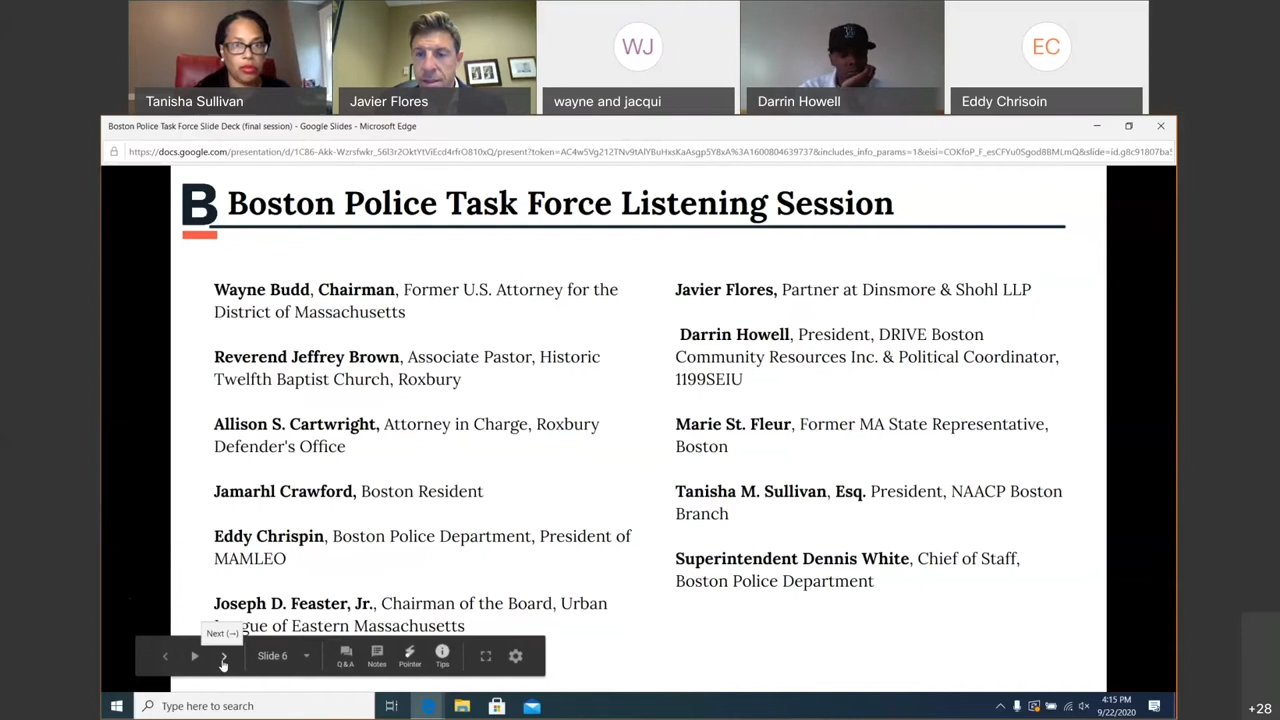 WJ
EC
Tanisha Sullivan
Javier Flores
wayne and jacqui
Darrin Howell
Eddy Chrisoin
Boston Police Task Force Slide Deck (final session) - Google Slides - Microsoft Edge
B
Boston Police Task Force Listening Session
Wayne Budd, Chairman, Former U.S. Attorney for the
District of Massachusetts
Reverend Jeffrey Brown, Associate Pastor, Historic
Twelfth Baptist Church, Roxbury
Allison S. Cartwright, Attorney in Charge, Roxbury
Defender's Office
Jamarhl Crawford, Boston Resident
Eddy Chrispin, Boston Police Department, President of
MAMLEO
Joseph D. Feaster, Jr., Chairman of the Board, Urban
of Eastern Massachusetts
Javier Flores, Partner at Dinsmore & Shohl LLP
Darrin Howell, President, DRIVE Boston
Community Resources Inc. & Political Coordinator,
1199SEIU
Marie St. Fleur, Former MA State Representative,
Boston
Tanisha M. Sullivan, Esq. President, NAACP Boston
Branch
Superintendent Dennis White, Chief of Staff,
Boston Police Department
Next (→)
Slide 6
Q&A
Notes
Pointer
Tips
Type here to search
4:15 PM
9/22/2020
+28